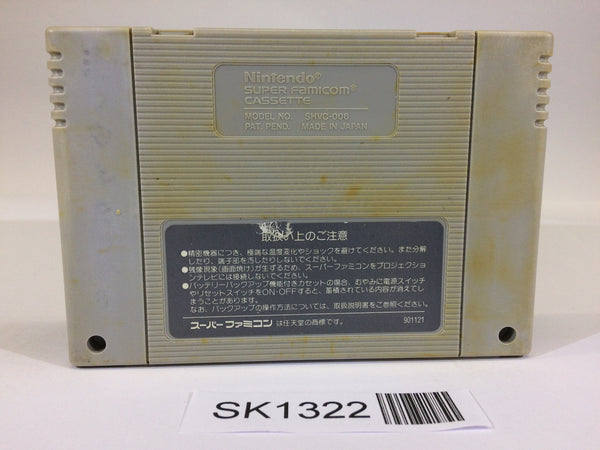 Nintendo®
SUPER FAMICOM®
CASSETTE
MODEL NO. SHVC-006
PAT. PEND. MADE IN JAPAN
取扱い上のご注意
●精密機器につき、極端な温度変化やショックを避けてください。また分解
したり、端子部を汚したりしないでください。
●残像現象(画面焼け)が生ずるため、スーパーファミコンをプロジェクショ
ンテレビには接続しないでください。
●バッテリーバックアップ機能付きカセットの場合、むやみに電源スイッチ
やリセットスイッチをON・OFFすると、蓄積されている内容が消えてし
まうことがあります。
なお、バックアップの操作方法については、取扱説明書をご参照ください。
スーパーファミコンは任天堂の商標です。 901121
SK1322